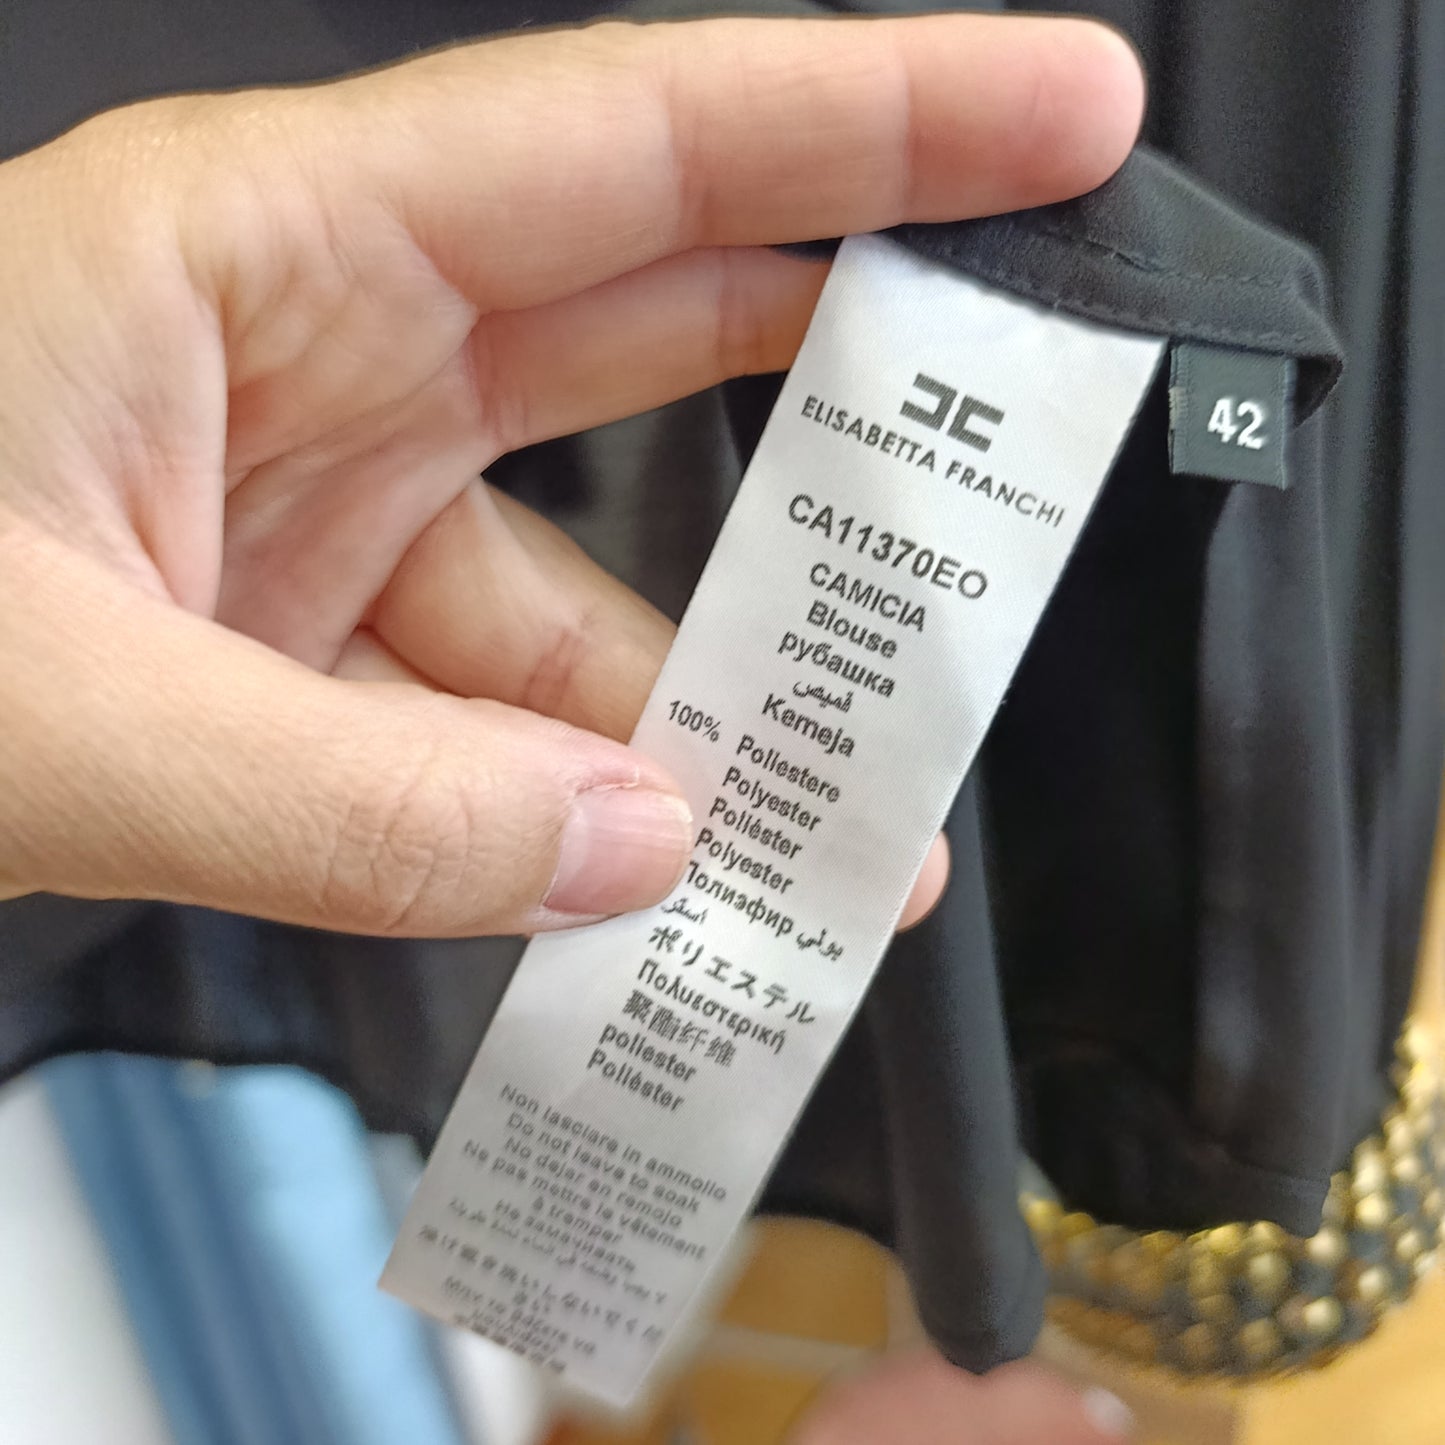 ELISABETTA FRANCHI
42
CA11370EO
CAMICIA
Blouse
рубашка
قميص
Kemeja
100% Poliestere
Polyester
Poliéster
Polyester
Полиэфир بولي
استر
ポリエステル
Πολυεστερική
聚酯纤维
poliester
Poliéster
Non lasciare in ammollo
Do not leave to soak
No dejar en remojo
Ne pas mettre le vêtement
à tremper
Не замачивать